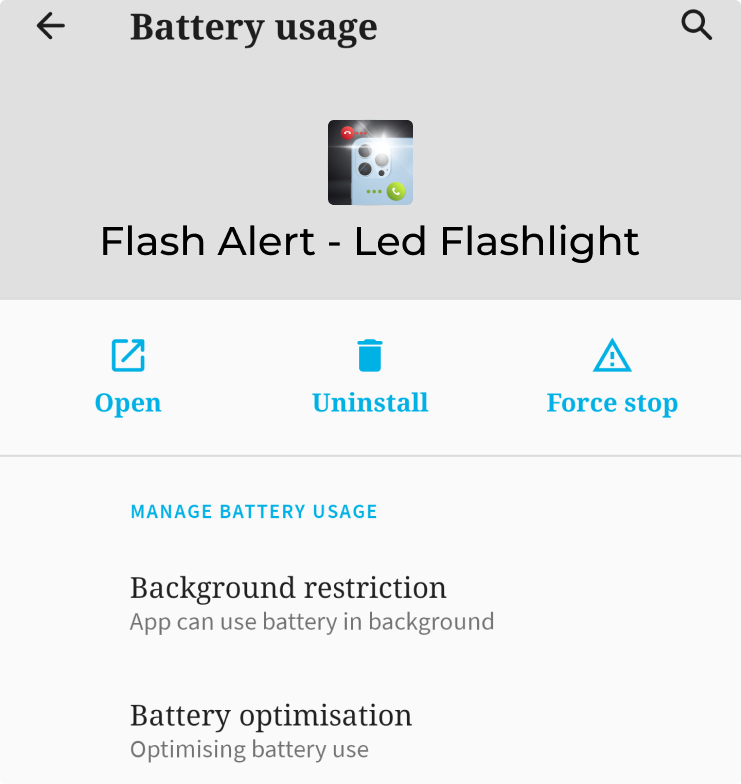 Battery usage
Flash Alert - Led Flashlight
Open
Uninstall
Force stop
MANAGE BATTERY USAGE
Background restriction
App can use battery in background
Battery optimisation
Optimising battery use